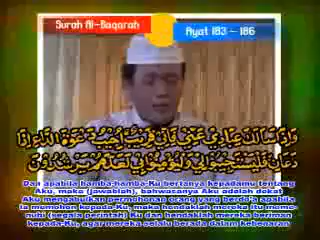 Surah Al-Baqarah
Ayat 183 - 186
وَإِذَا سَأَلَكَ عِبَادِي عَنِّي فَإِنِّي قَرِيبٌ أُجِيبُ دَعْوَةَ الدَّاعِ إِذَا
دَعَانِ فَلْيَسْتَجِيبُوا لِي وَلْيُؤْمِنُوا بِي لَعَلَّهُمْ يَرْشُدُونَ
Dan apabila hamba-hamba-Ku bertanya kepadamu tentang
Aku, maka (jawablah), bahwasanya Aku adalah dekat
Aku mengabulkan permohonan orang yang berdo'a apabila
ia memohon kepada-Ku, maka hendaklah mereka itu meme-
nuhi (segala perintah) Ku dan hendaklah mereka beriman
kepada-Ku, agar mereka selalu berada dalam kebenaran